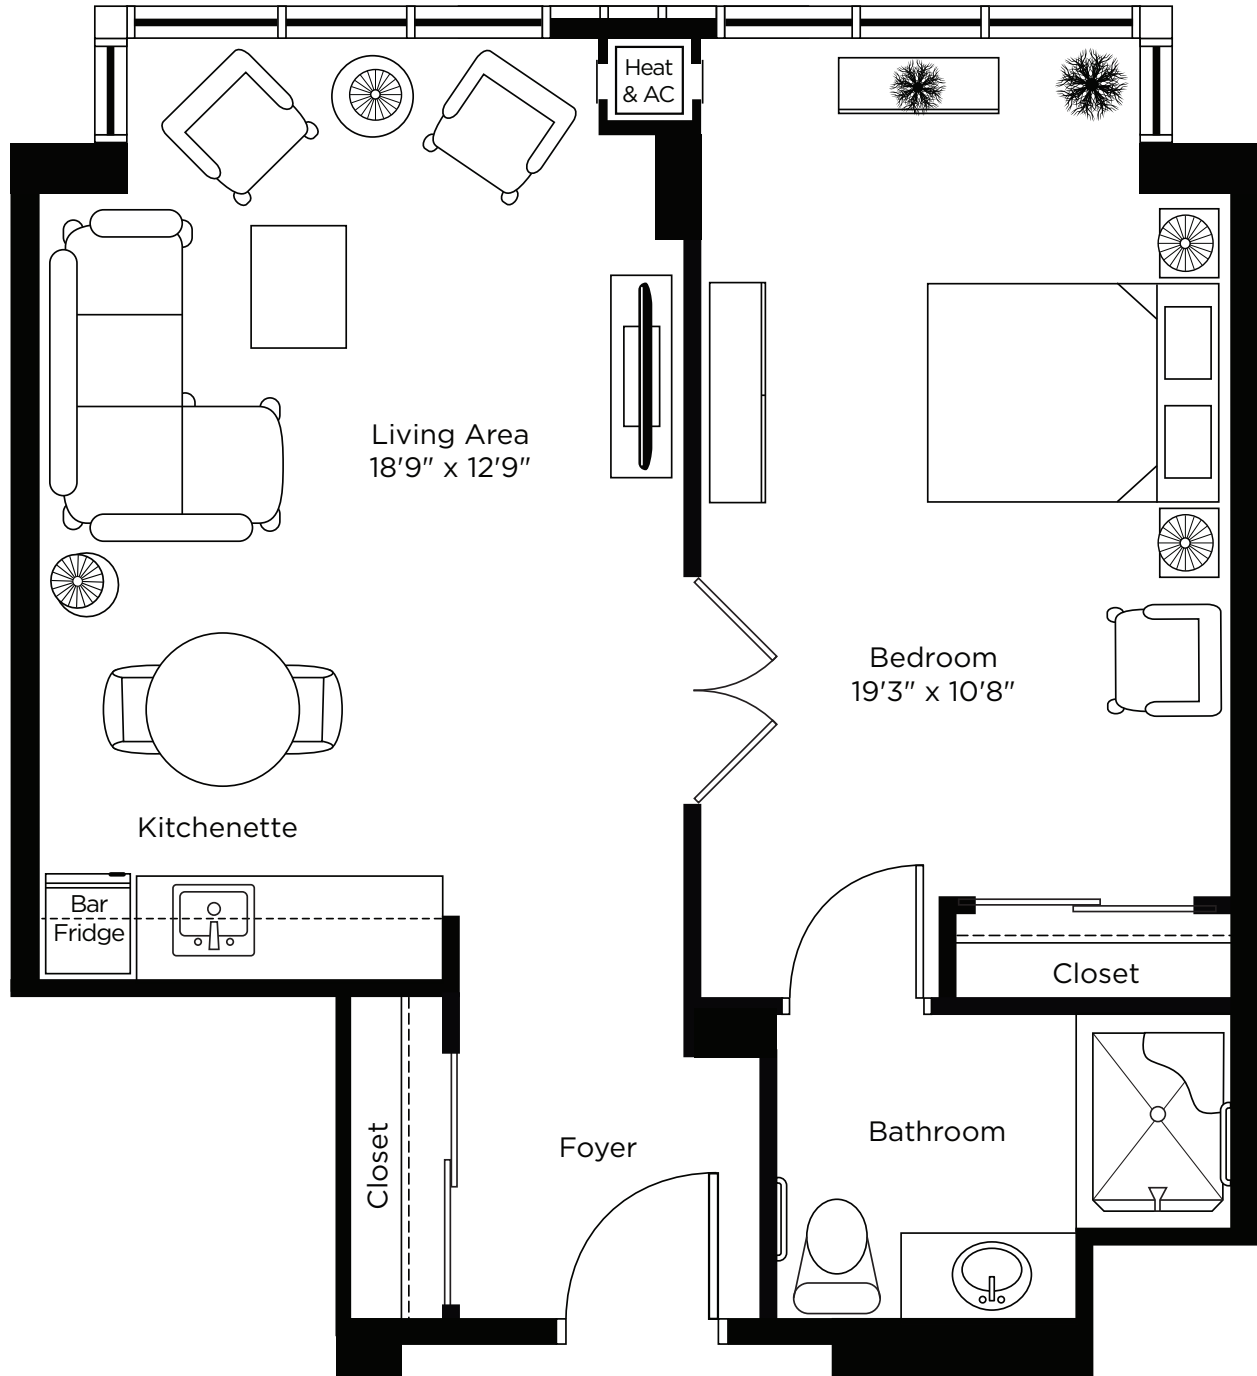 Heat
& AC
Living Area
18'9" x 12'9"
Bedroom
19'3" x 10'8"
Kitchenette
Bar
Fridge
Closet
Closet
Foyer
Bathroom